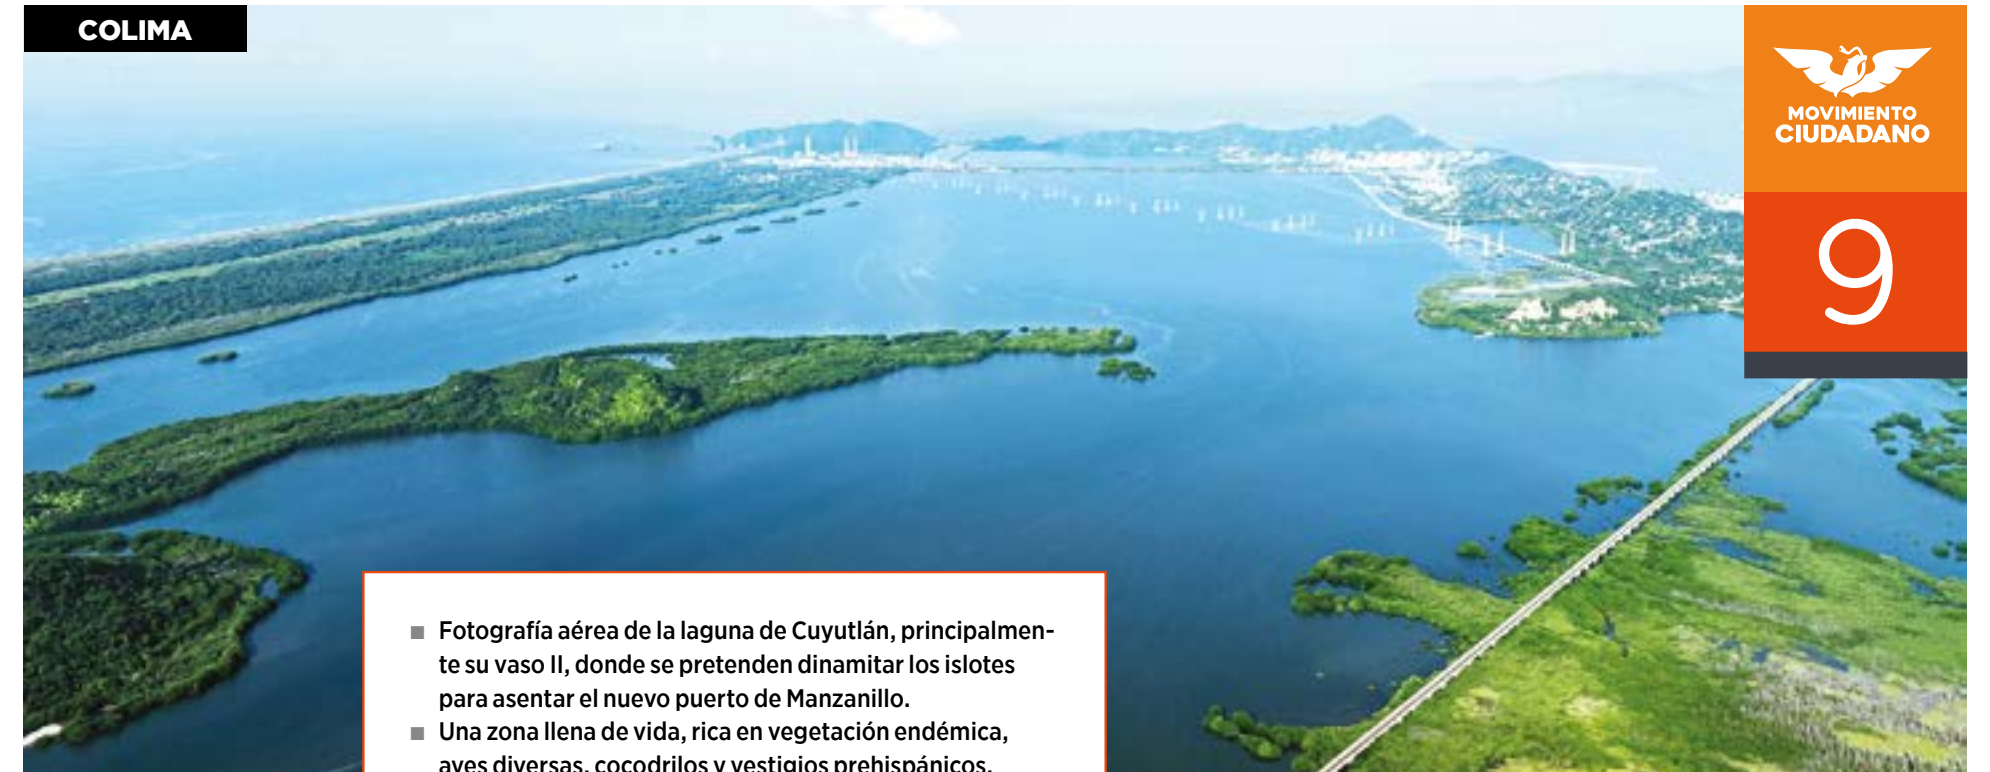 COLIMA
MOVIMIENTO
CIUDADANO
9
■ Fotografía aérea de la laguna de Cuyutlán, principalmen-
te su vaso II, donde se pretenden dinamitar los islotes
para asentar el nuevo puerto de Manzanillo.
■ Una zona llena de vida, rica en vegetación endémica,
aves diversas, cocodrilos y vestigios prehispánicos.